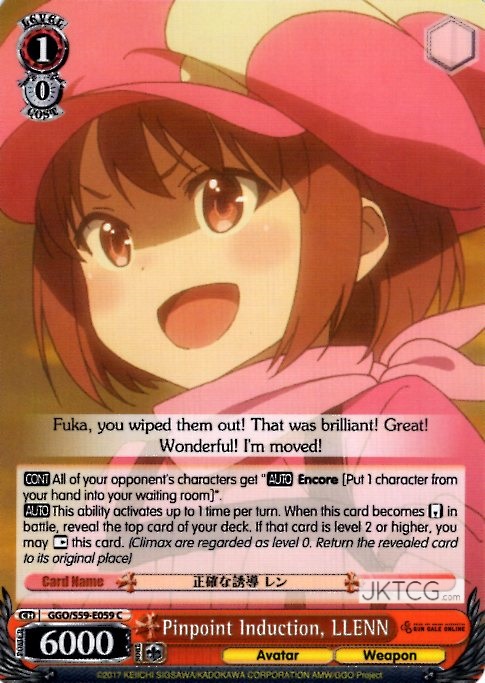 LEVEL
1
0
COST
Fuka, you wiped them out! That was brilliant! Great!
Wonderful! I'm moved!
CONT All of your opponent's characters get "AUTO Encore [Put 1 character from
your hand into your waiting room]".
AUTO This ability activates up to 1 time per turn. When this card becomes in
battle, reveal the top card of your deck. If that card is level 2 or higher, you
may this card. (Climax are regarded as level 0. Return the revealed card
to its original place)
Card Name 正確な誘導 レン
JKTCG.com
CH GGO/S59-E059 C
POWER 6000 SOUL Pinpoint Induction, LLENN GUN GALE ONLINE
Avatar Weapon
©2017 KEIICHI SIGSAWA/KADOKAWA CORPORATION AMW/GGO Project